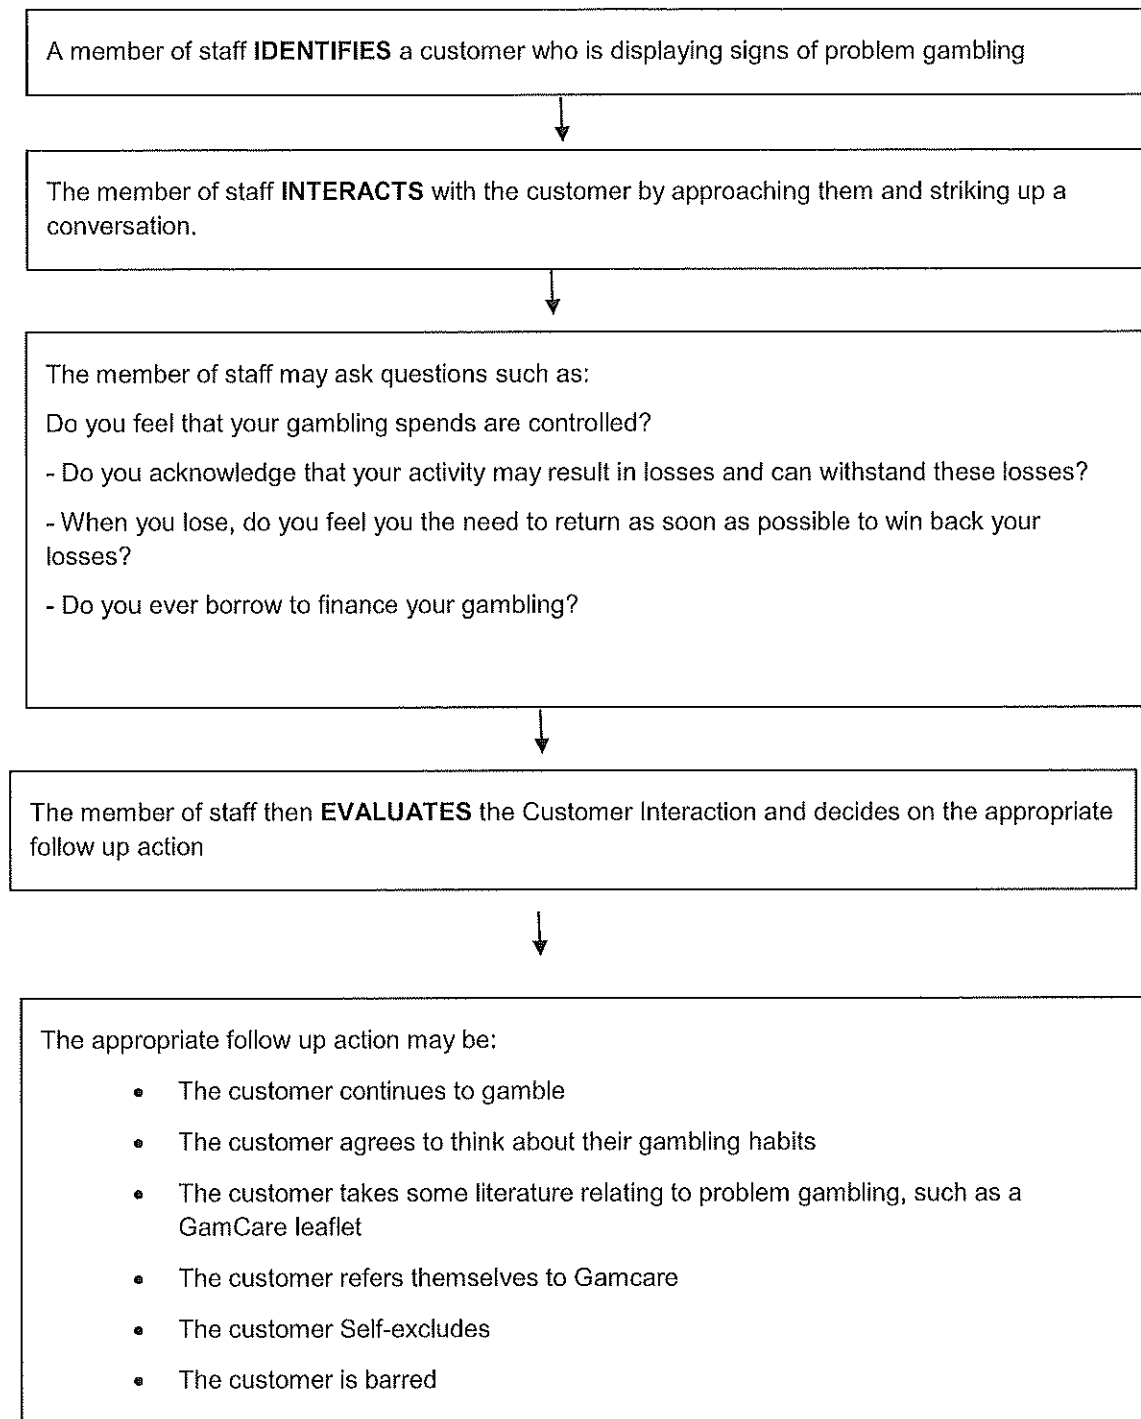 A member of staff IDENTIFIES a customer who is displaying signs of problem gambling
The member of staff INTERACTS with the customer by approaching them and striking up a
conversation.
The member of staff may ask questions such as:
Do you feel that your gambling spends are controlled?
- Do you acknowledge that your activity may result in losses and can withstand these losses?
- When you lose, do you feel you the need to return as soon as possible to win back your
losses?
- Do you ever borrow to finance your gambling?
The member of staff then EVALUATES the Customer Interaction and decides on the appropriate
follow up action
The appropriate follow up action may be:
• The customer continues to gamble
• The customer agrees to think about their gambling habits
• The customer takes some literature relating to problem gambling, such as a
GamCare leaflet
• The customer refers themselves to Gamcare
• The customer Self-excludes
• The customer is barred